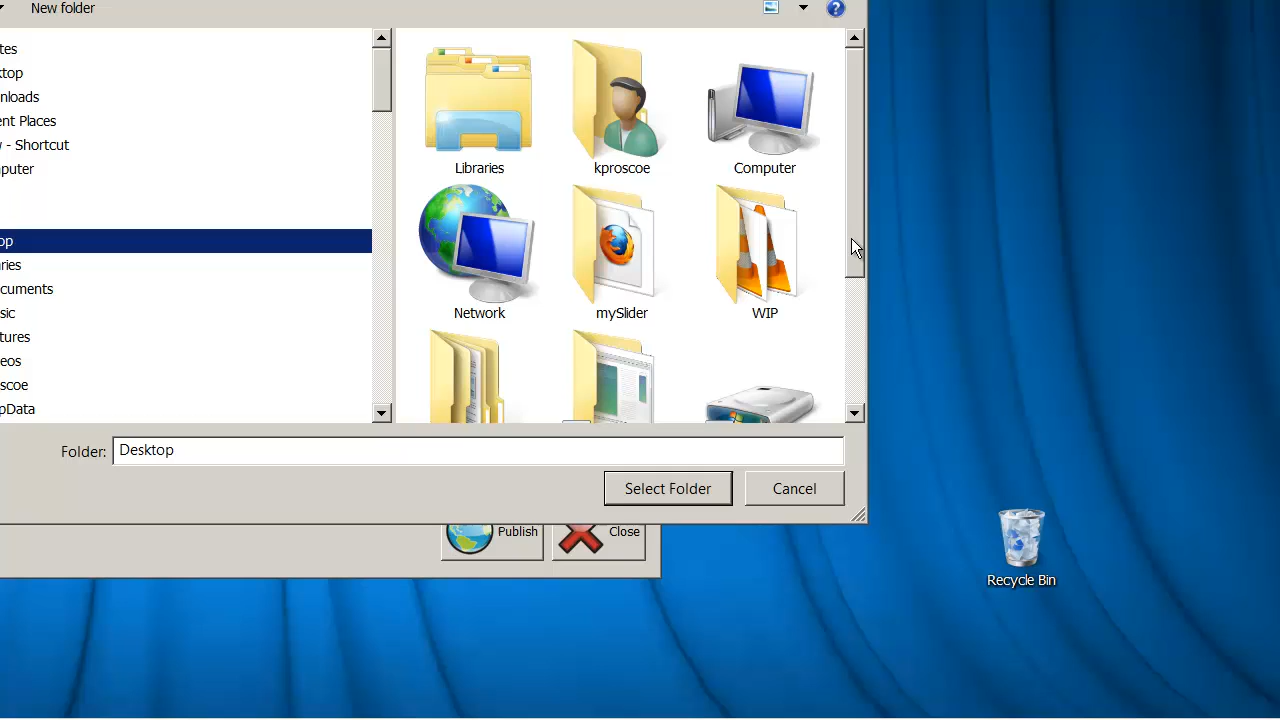 New folder
tes
ktop
nloads
ent Places
- Shortcut
puter
op
aries
cuments
sic
tures
eos
scoe
pData
Libraries
kproscoe
Computer
Network
mySlider
WIP
Folder: Desktop
Select Folder
Cancel
Publish
Close
Recycle Bin